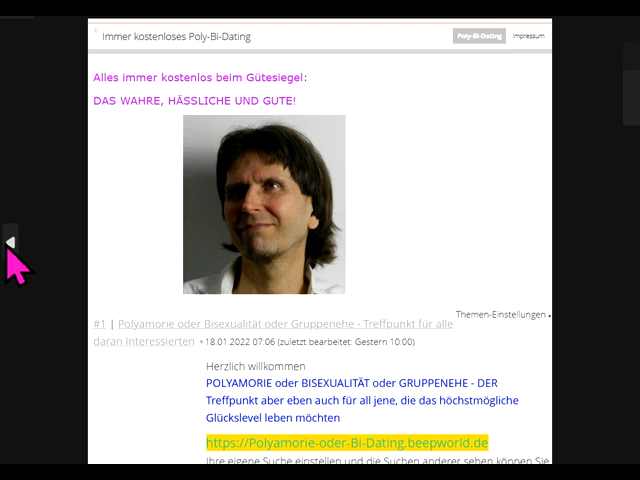 Immer kostenloses Poly-Bi-Dating
Poly-Bi-Dating
Impressum
Alles immer kostenlos beim Gütesiegel:
DAS WAHRE, HÄSSLICHE UND GUTE!
Themen-Einstellungen
#1 | Polyamorie oder Bisexualität oder Gruppenehe - Treffpunkt für alle
daran Interessierten 18.01.2022 07:06 (zuletzt bearbeitet: Gestern 10:00)
Herzlich willkommen
POLYAMORIE oder BISEXUALITÄT oder GRUPPENEHE - DER
Treffpunkt aber eben auch für all jene, die das höchstmögliche
Glückslevel leben möchten
https://Polyamorie-oder-Bi-Dating.beepworld.de
Ihre eigene Suche einstellen und die Suchen anderer sehen können Sie